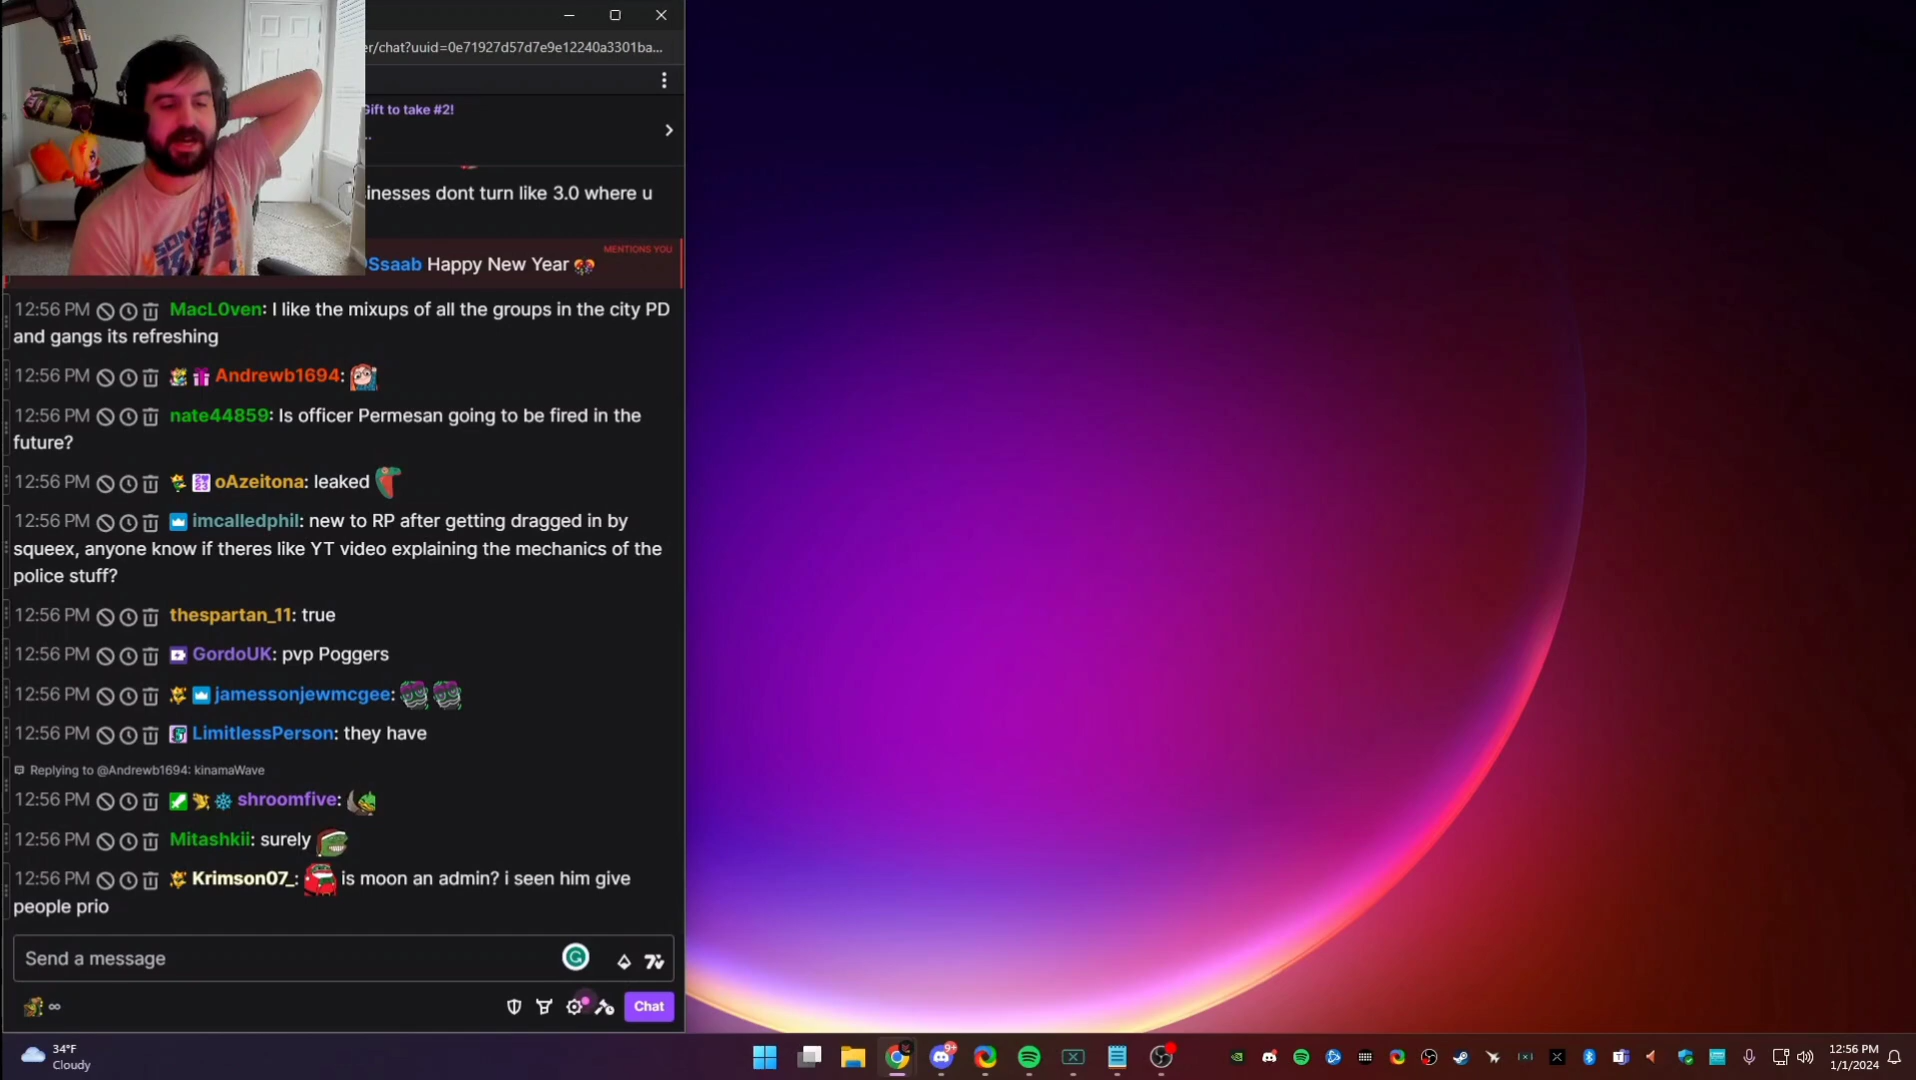 er/chat?uuid=0e71927d57d7e9e12240a3301ba...
Gift to take #2!
...
inesses dont turn like 3.0 where u
MENTIONS YOU
Ssaab Happy New Year
12:56 PM MacL0ven: I like the mixups of all the groups in the city PD
and gangs its refreshing
12:56 PM Andrewb1694:
12:56 PM nate44859: Is officer Permesan going to be fired in the
future?
12:56 PM oAzeitona: leaked
12:56 PM imcalledphil: new to RP after getting dragged in by
squeex, anyone know if theres like YT video explaining the mechanics of the
police stuff?
12:56 PM thespartan_11: true
12:56 PM GordoUK: pvp Poggers
12:56 PM jamessonjewmcgee:
12:56 PM LimitlessPerson: they have
Replying to @Andrewb1694: kinamaWave
12:56 PM shroomfive:
12:56 PM Mitashkii: surely
12:56 PM Krimson07_: is moon an admin? i seen him give
people prio
Send a message
∞
Chat
34°F
Cloudy
12:56 PM
1/1/2024